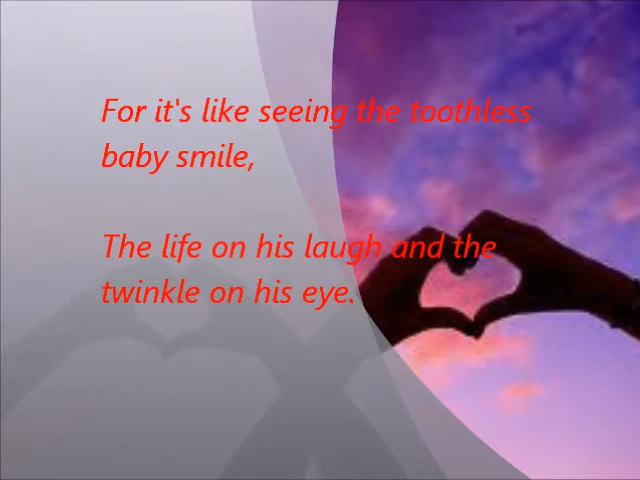 For it's like seeing the toothless
baby smile,
The life on his laugh and the
twinkle on his eye.